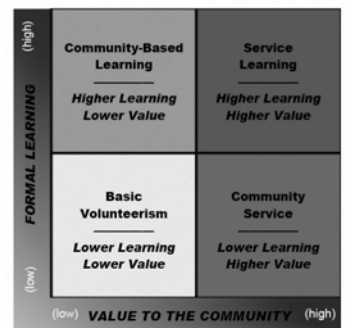 (high)
FORMAL LEARNING
(low)
Community-Based
Learning
Higher Learning
Lower Value
Service
Learning
Higher Learning
Higher Value
Basic
Volunteerism
Lower Learning
Lower Value
Community
Service
Lower Learning
Higher Value
(low) VALUE TO THE COMMUNITY (high)